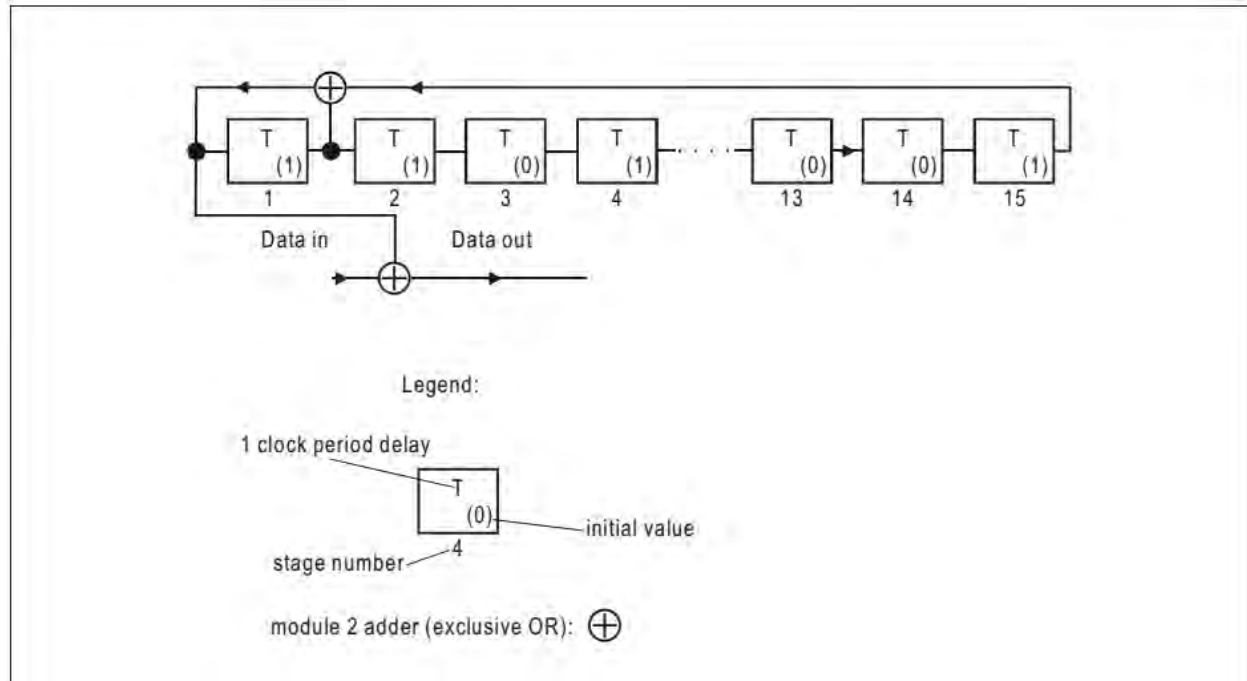 T T T T T T T
(1) (1) (0) (1) (0) (0) (1)
1 2 3 4 13 14 15
Data in Data out
Legend:
1 clock period delay
T
(0)
initial value
stage number
4
module 2 adder (exclusive OR):